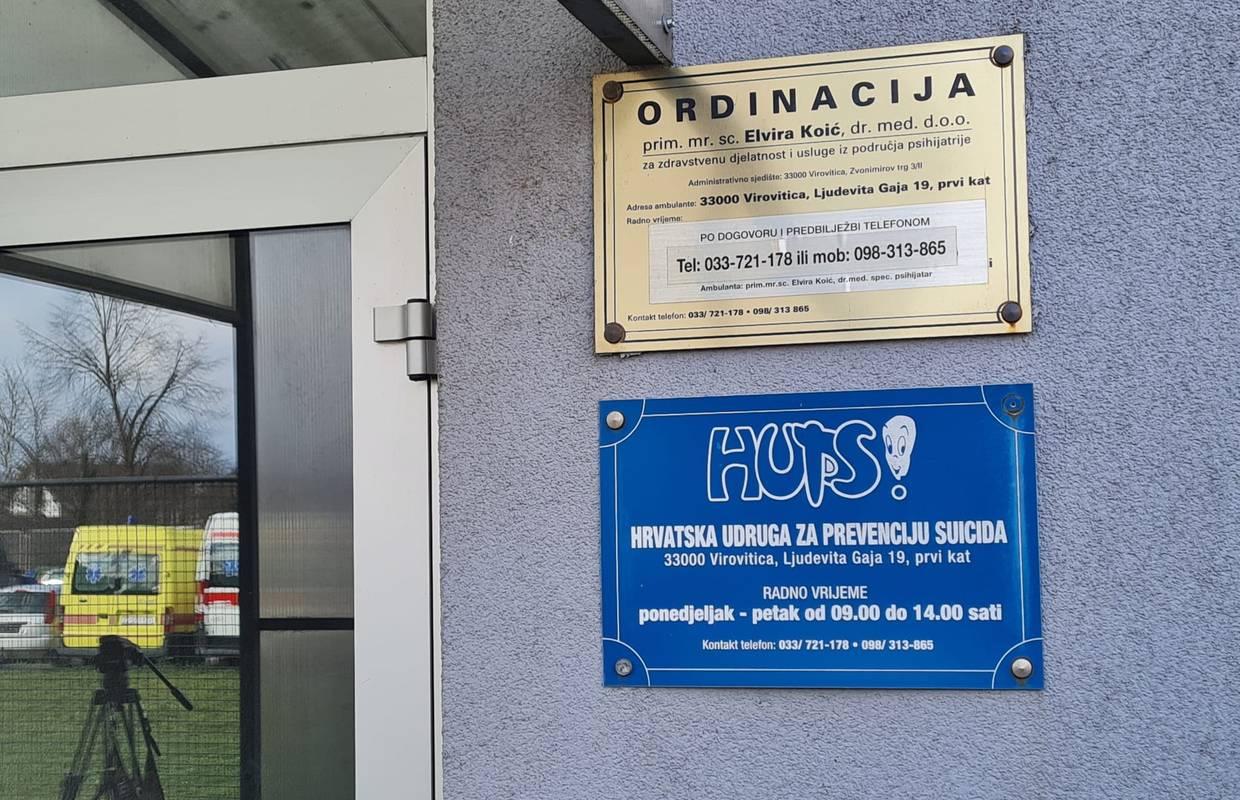 ORDINACIJA
prim. mr. sc. Elvira Koić, dr. med. d.o.o.
za zdravstvenu djelatnost i usluge iz područja psihijatrije
Administrativno sjedište: 33000 Virovitica, Zvonimirov trg 3/II
Adresa ambulante: 33000 Virovitica, Ljudevita Gaja 19, prvi kat
Radno vrijeme:
PO DOGOVORU I PREDBILJEŽBI TELEFONOM
Tel: 033-721-178 ili mob: 098-313-865
Ambulanta: prim.mr.sc. Elvira Koić, dr.med. spec. psihijatar
Kontakt telefon: 033/ 721-178 • 098/ 313 865
HUPS!
HRVATSKA UDRUGA ZA PREVENCIJU SUICIDA
33000 Virovitica, Ljudevita Gaja 19, prvi kat
RADNO VRIJEME
ponedjeljak - petak od 09.00 do 14.00 sati
Kontakt telefon: 033/ 721-178 • 098/ 313-865